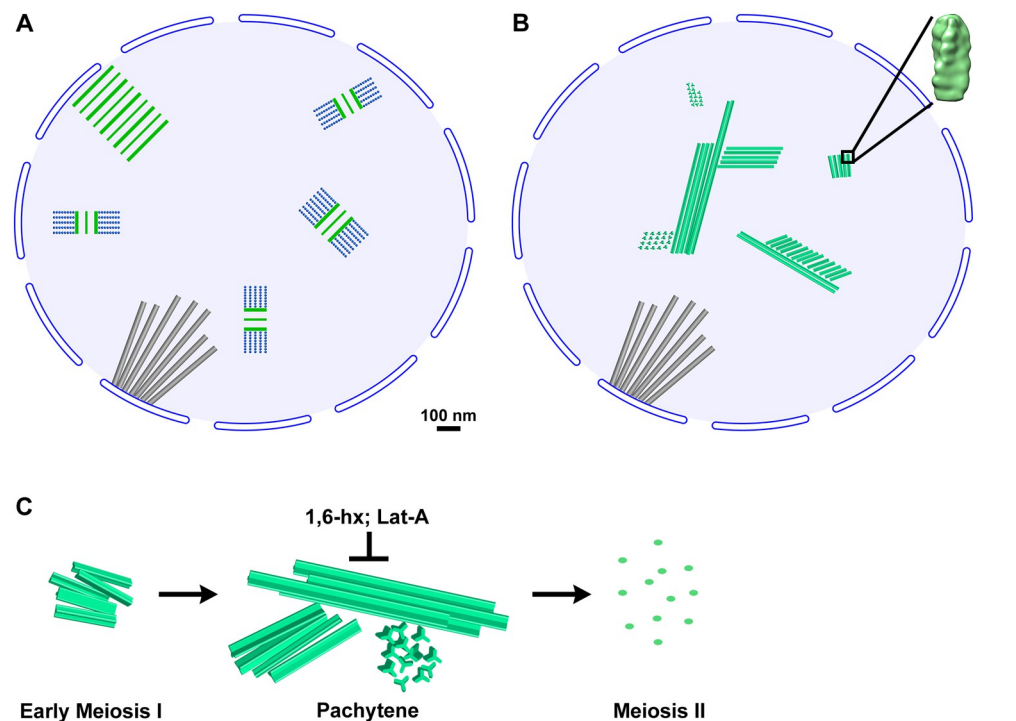 A
B
100 nm
C
1,6-hx; Lat-A
Early Meiosis I
Pachytene
Meiosis II